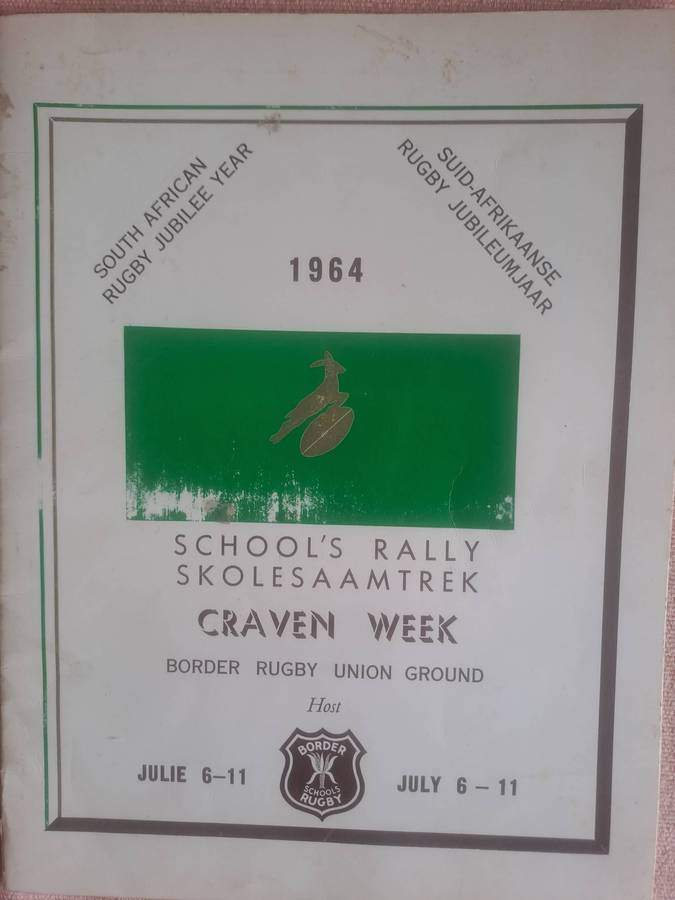 SOUTH AFRICAN
RUGBY JUBILEE YEAR
SUID-AFRIKAANSE
RUGBY JUBILEUMJAAR
1964
SCHOOL'S RALLY
SKOLESAAMTREK
CRAVEN WEEK
BORDER RUGBY UNION GROUND
Host
JULIE 6–11
BORDER
SCHOOLS
RUGBY
JULY 6 – 11